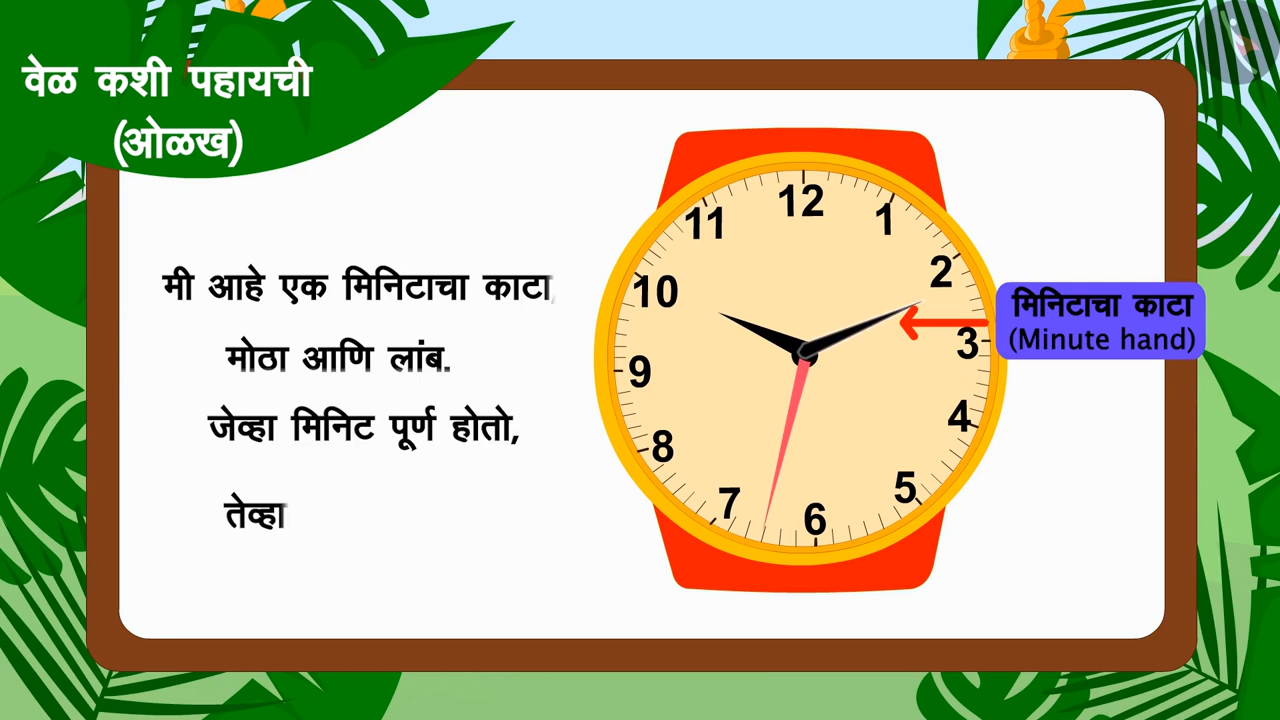 वेळ कशी पहायची
(ओळख)
मी आहे एक मिनिटाचा काटा,
मोठा आणि लांब.
जेव्हा मिनिट पूर्ण होतो,
तेव्हा
12
1
2
3
4
5
6
7
8
9
10
11
मिनिटाचा काटा
(Minute hand)